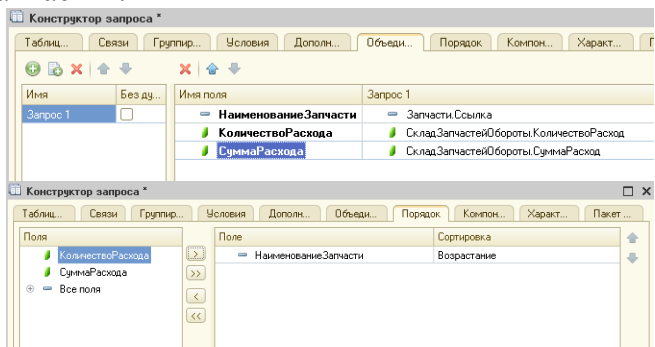 Конструктор запроса *
Таблиц... Связи Группир... Условия Дополн... Объеди... Порядок Компон... Характ...
Имя Без ду... Имя поля Запрос 1
Запрос 1 НаименованиеЗапчасти Запчасти.Ссылка
КоличествоРасхода СкладЗапчастейОбороты.КоличествоРасход
СуммаРасхода СкладЗапчастейОбороты.СуммаРасход
Конструктор запроса *
Таблиц... Связи Группир... Условия Дополн... Объеди... Порядок Компон... Характ... Пакет ...
Поля Поле Сортировка
КоличествоРасхода > НаименованиеЗапчасти Возрастание
СуммаРасхода >>
Все поля <
<<